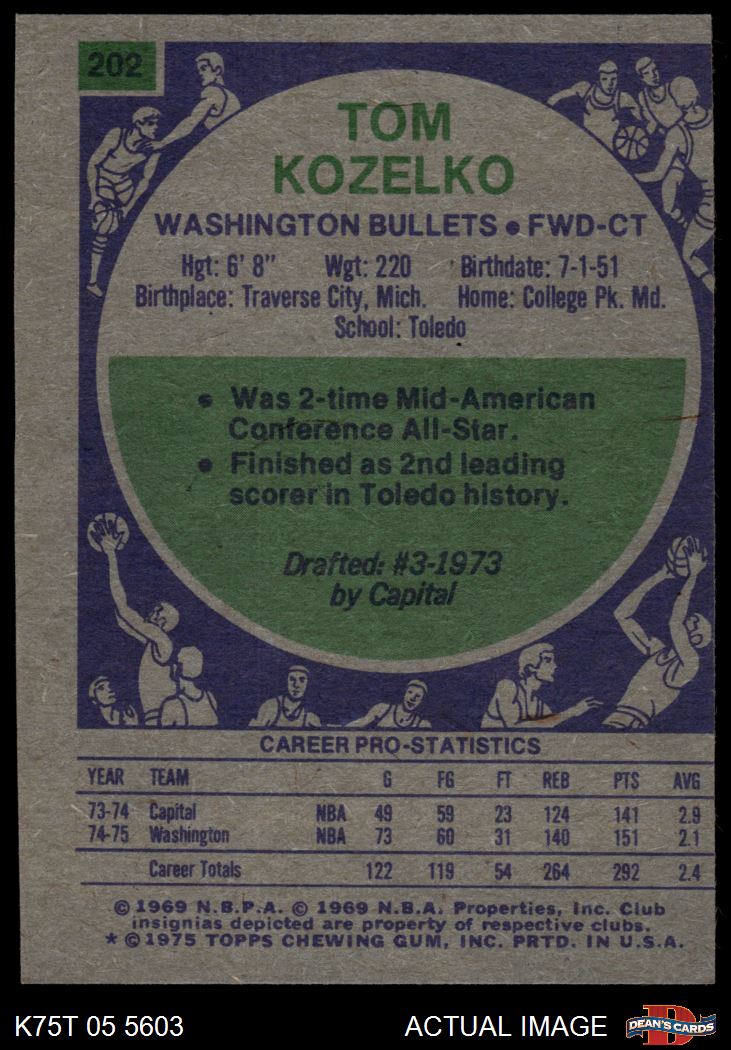 202
TOM
KOZELKO
WASHINGTON BULLETS • FWD-CT
Hgt: 6' 8" Wgt: 220 Birthdate: 7-1-51
Birthplace: Traverse City, Mich. Home: College Pk. Md.
School: Toledo
• Was 2-time Mid-American
Conference All-Star.
• Finished as 2nd leading
scorer in Toledo history.
Drafted: #3-1973
by Capital
CAREER PRO-STATISTICS
YEAR TEAM G FG FT REB PTS AVG
73-74 Capital NBA 49 59 23 124 141 2.9
74-75 Washington NBA 73 60 31 140 151 2.1
Career Totals 122 119 54 264 292 2.4
© 1969 N.B.P.A. © 1969 N.B.A. Properties, Inc. Club
insignias depicted are property of respective clubs.
* © 1975 TOPPS CHEWING GUM, INC. PRTD. IN U.S.A.
K75T 05 5603 ACTUAL IMAGE D DEAN'S CARDS